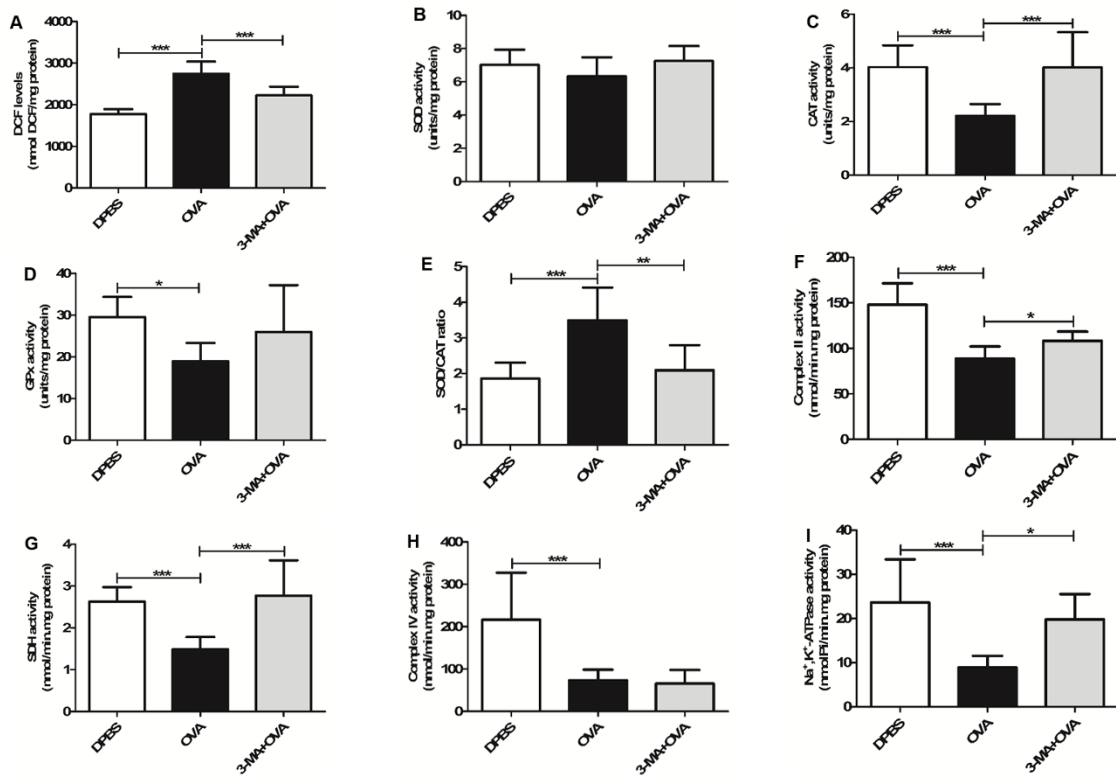 A
DCF levels
(nmol DCF/mg protein)
4000
3000
2000
1000
0
***
***
DPBS
OVA
3-MA+OVA
B
SOD activity
(units/mg protein)
10
8
6
4
2
0
DPBS
OVA
3-MA+OVA
C
CAT activity
(units/mg protein)
6
4
2
0
***
***
DPBS
OVA
3-MA+OVA
D
GPx activity
(units/mg protein)
40
30
20
10
0
*
DPBS
OVA
3-MA+OVA
E
SOD/CAT ratio
5
4
3
2
1
0
***
**
DPBS
OVA
3-MA+OVA
F
Complex II activity
(nmol/min.mg protein)
200
150
100
50
0
***
*
DPBS
OVA
3-MA+OVA
G
SDH activity
(nmol/min.mg protein)
4
3
2
1
0
***
***
DPBS
OVA
3-MA+OVA
H
Complex IV activity
(nmol/min.mg protein)
400
300
200
100
0
***
DPBS
OVA
3-MA+OVA
I
Na⁺,K⁺-ATPase activity
(nmolPi/min.mg protein)
40
30
20
10
0
***
*
DPBS
OVA
3-MA+OVA